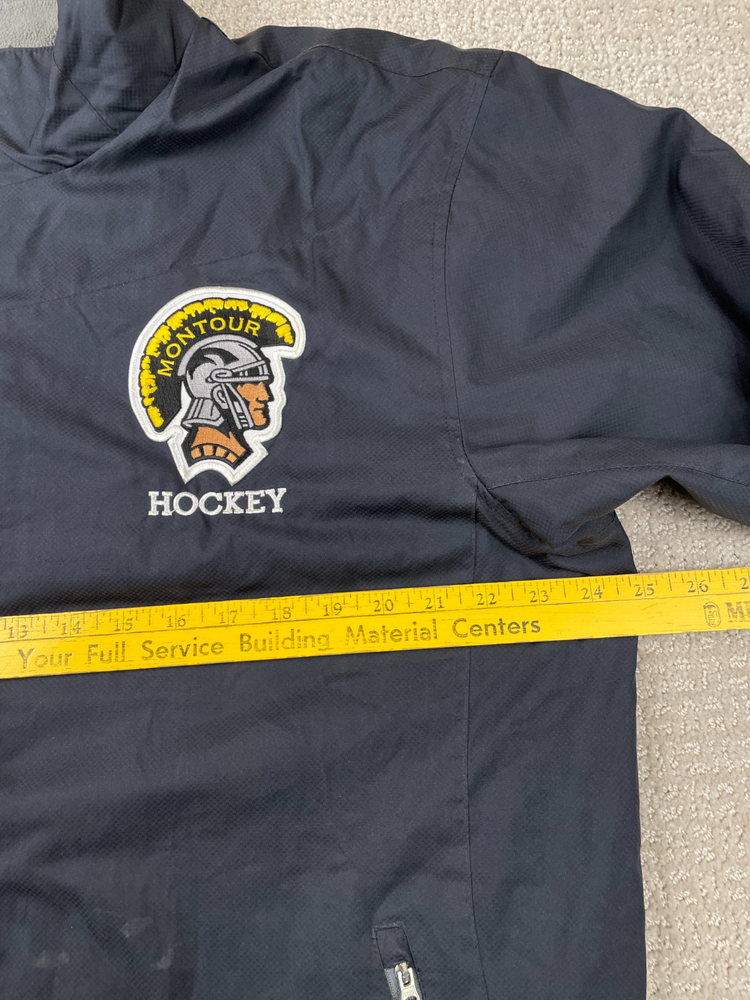 MONTOUR
HOCKEY
13 14 15 16 17 18 19 20 21 22 23 24 25 26
Your Full Service Building Material Centers